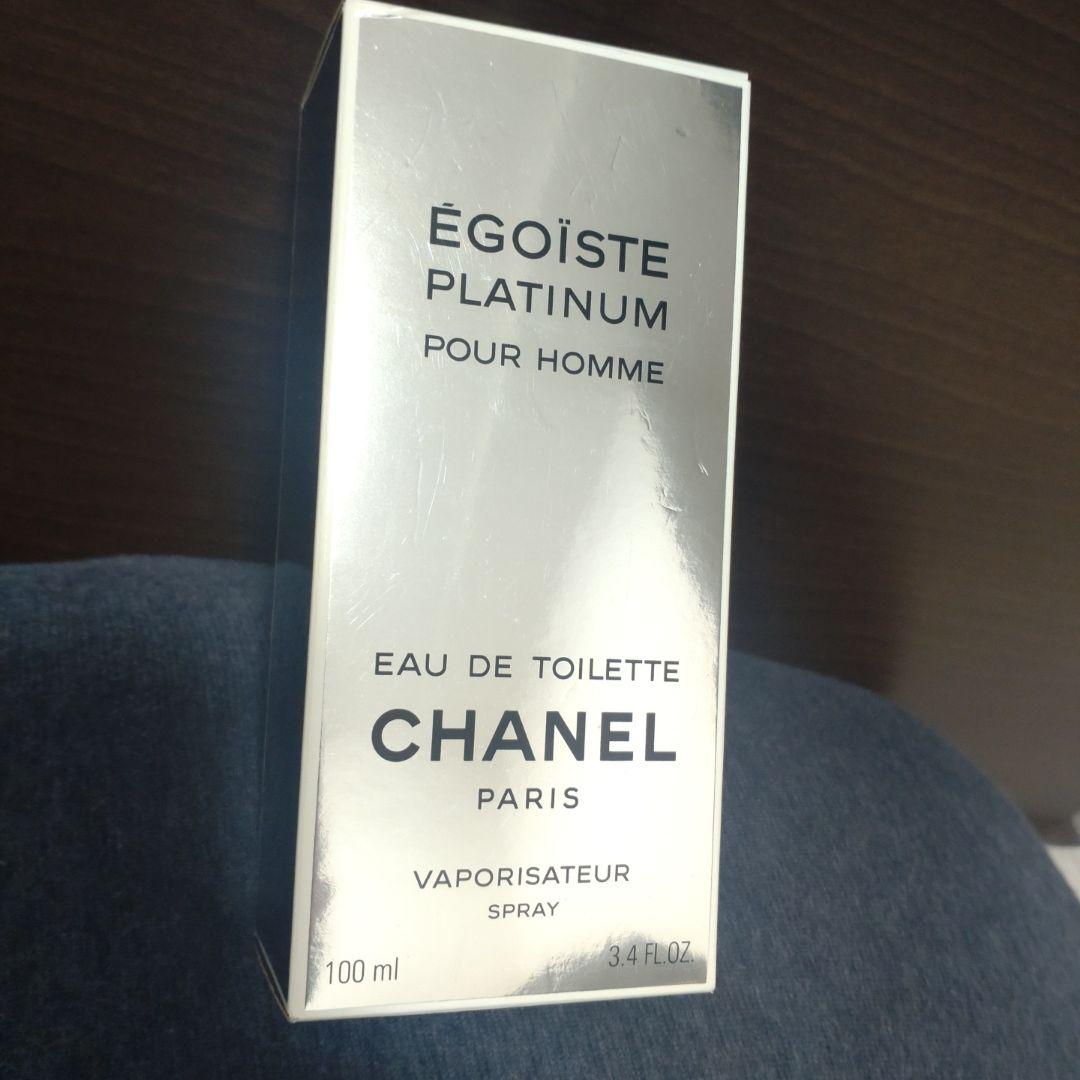 ÉGOÏSTE
PLATINUM
POUR HOMME
EAU DE TOILETTE
CHANEL
PARIS
VAPORISATEUR
SPRAY
100 ml
3.4 FL.OZ.